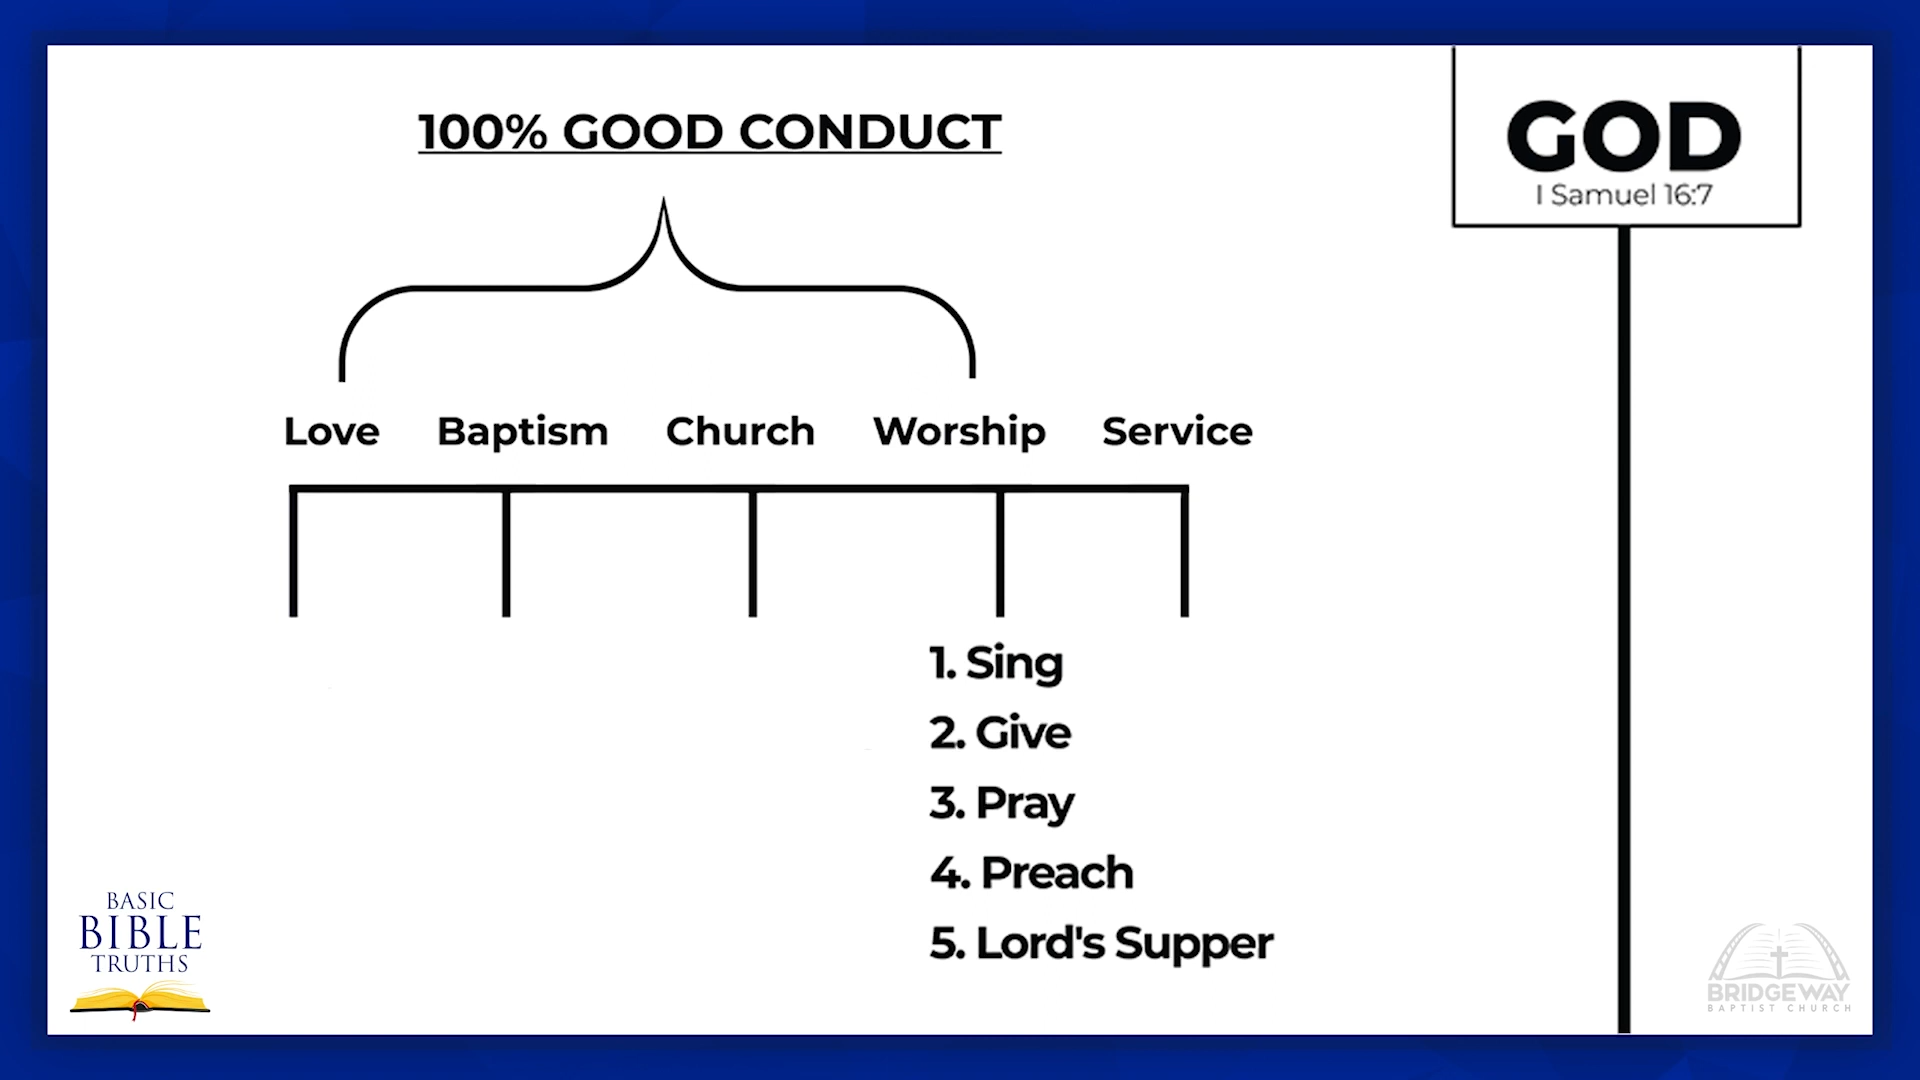 100% GOOD CONDUCT
GOD
I Samuel 16:7
Love Baptism Church Worship Service
1. Sing
2. Give
3. Pray
4. Preach
5. Lord's Supper
BASIC
BIBLE
TRUTHS
BRIDGEWAY
BAPTIST CHURCH